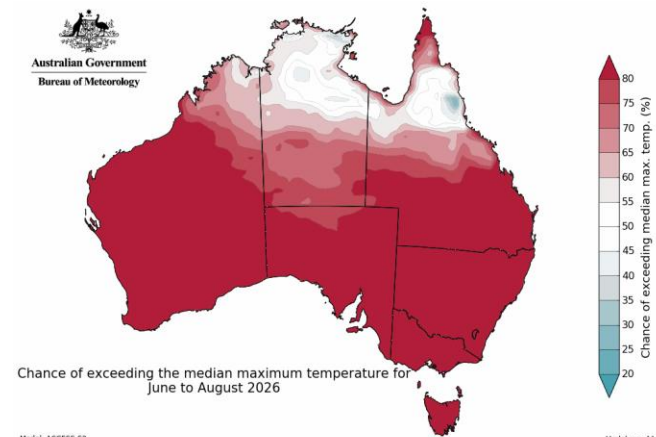 Australian Government
Bureau of Meteorology
80
75
70
65
60
55
50
45
40
35
30
25
20
Chance of exceeding median max. temp. (%)
Chance of exceeding the median maximum temperature for
June to August 2026